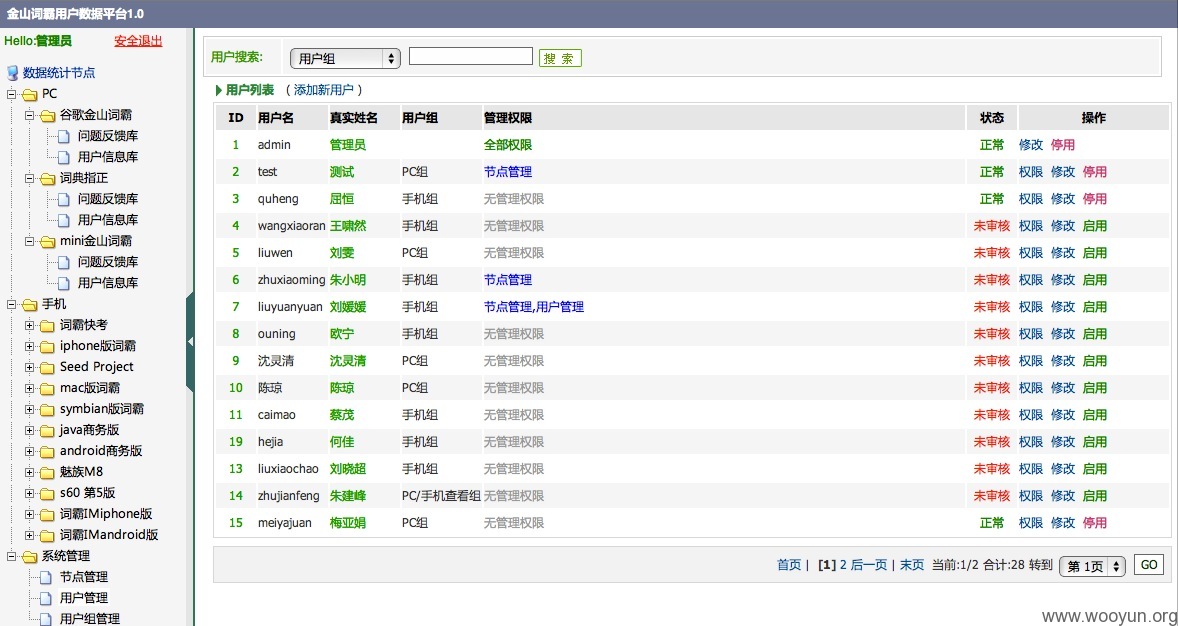 金山词霸用户数据平台1.0
Hello:管理员 安全退出
数据统计节点
PC
谷歌金山词霸
问题反馈库
用户信息库
词典指正
问题反馈库
用户信息库
mini金山词霸
问题反馈库
用户信息库
手机
词霸快考
iphone版词霸
Seed Project
mac版词霸
symbian版词霸
java商务版
android商务版
魅族M8
s60 第5版
词霸IMiphone版
词霸IMandroid版
系统管理
节点管理
用户管理
用户组管理
用户搜索: 用户组 搜 索
用户列表 ( 添加新用户 )
ID 用户名 真实姓名 用户组 管理权限 状态 操作
1 admin 管理员 全部权限 正常 修改 停用
2 test 测试 PC组 节点管理 正常 权限 修改 停用
3 quheng 屈恒 手机组 无管理权限 正常 权限 修改 停用
4 wangxiaoran 王啸然 手机组 无管理权限 未审核 权限 修改 启用
5 liuwen 刘雯 PC组 无管理权限 未审核 权限 修改 启用
6 zhuxiaoming 朱小明 手机组 节点管理 未审核 权限 修改 启用
7 liuyuanyuan 刘媛媛 手机组 节点管理,用户管理 未审核 权限 修改 启用
8 ouning 欧宁 手机组 无管理权限 未审核 权限 修改 启用
9 沈灵清 沈灵清 PC组 无管理权限 未审核 权限 修改 启用
10 陈琼 陈琼 PC组 无管理权限 未审核 权限 修改 启用
11 caimao 蔡茂 手机组 无管理权限 未审核 权限 修改 启用
19 hejia 何佳 手机组 无管理权限 未审核 权限 修改 启用
13 liuxiaochao 刘晓超 手机组 无管理权限 未审核 权限 修改 启用
14 zhujianfeng 朱建峰 PC/手机查看组 无管理权限 未审核 权限 修改 启用
15 meiyajuan 梅亚娟 PC组 无管理权限 正常 权限 修改 停用
首页 | [1] 2 后一页 | 末页 当前:1/2 合计:28 转到 第 1页 GO
www.wooyun.org